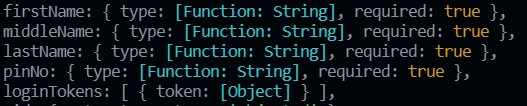 firstName: { type: [Function: String], required: true },
middleName: { type: [Function: String], required: true },
lastName: { type: [Function: String], required: true },
pinNo: { type: [Function: String], required: true },
loginTokens: [ { token: [Object] } ],